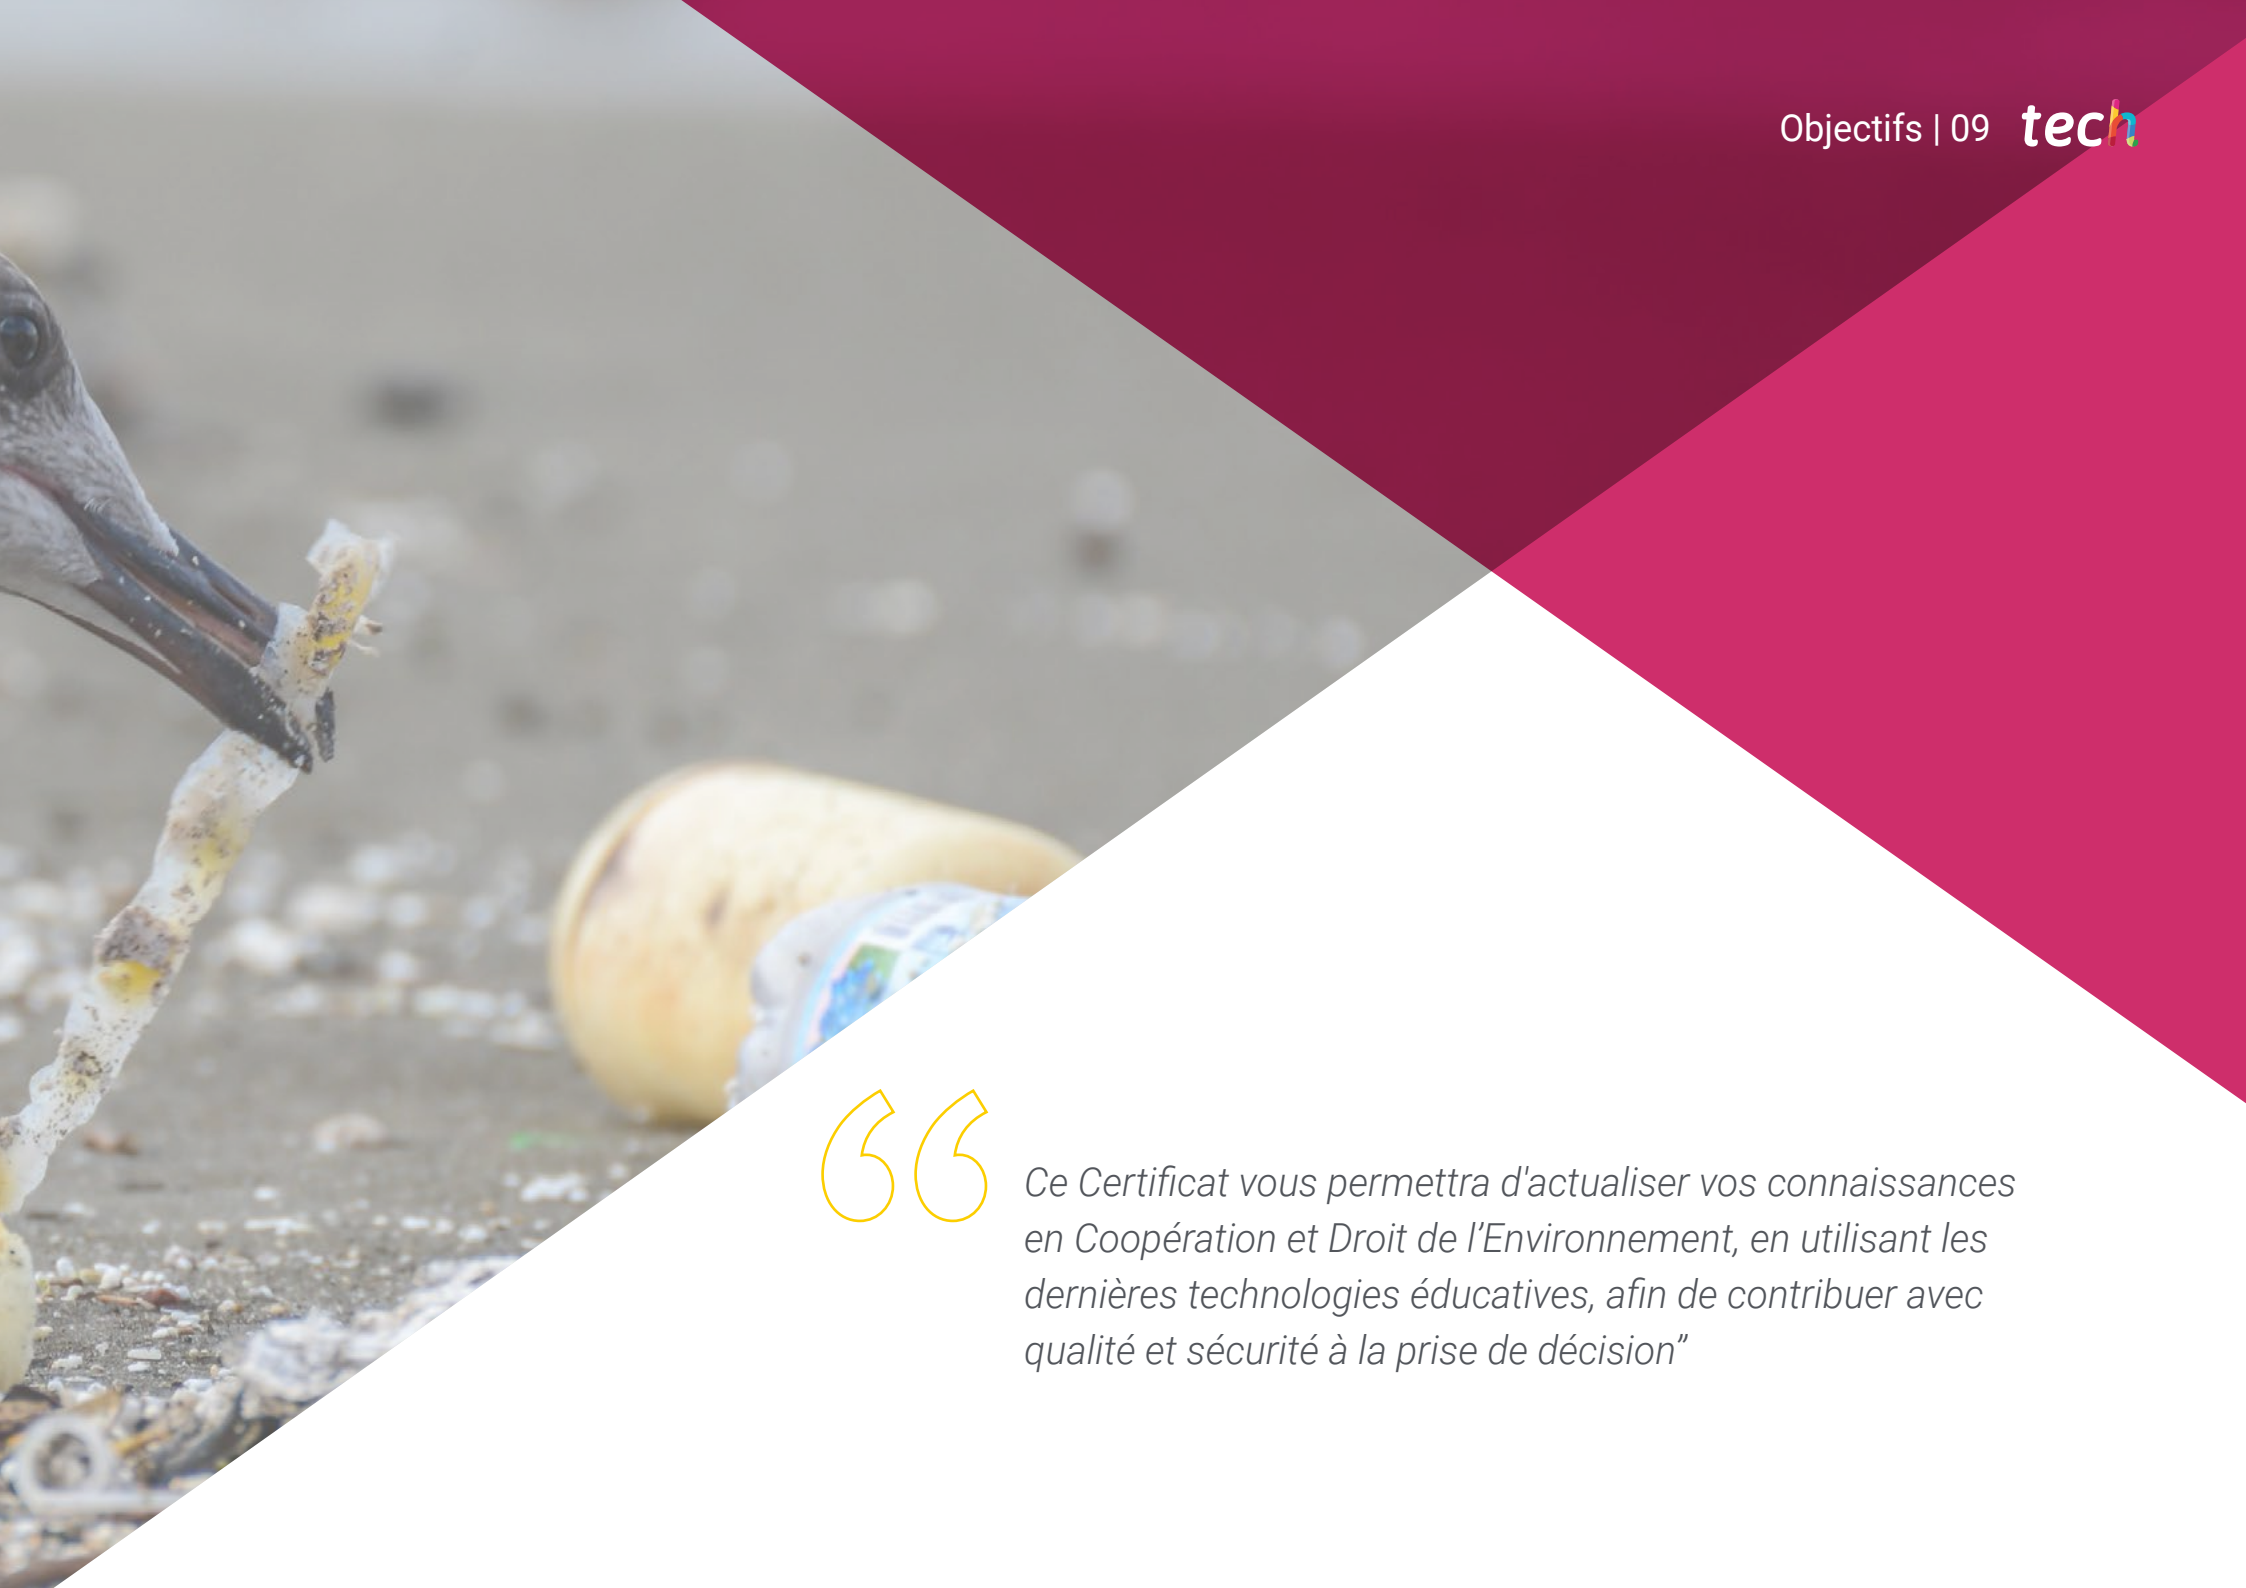 Objectifs | 09 tech
Ce Certificat vous permettra d'actualiser vos connaissances
en Coopération et Droit de l’Environnement, en utilisant les
dernières technologies éducatives, afin de contribuer avec
qualité et sécurité à la prise de décision”